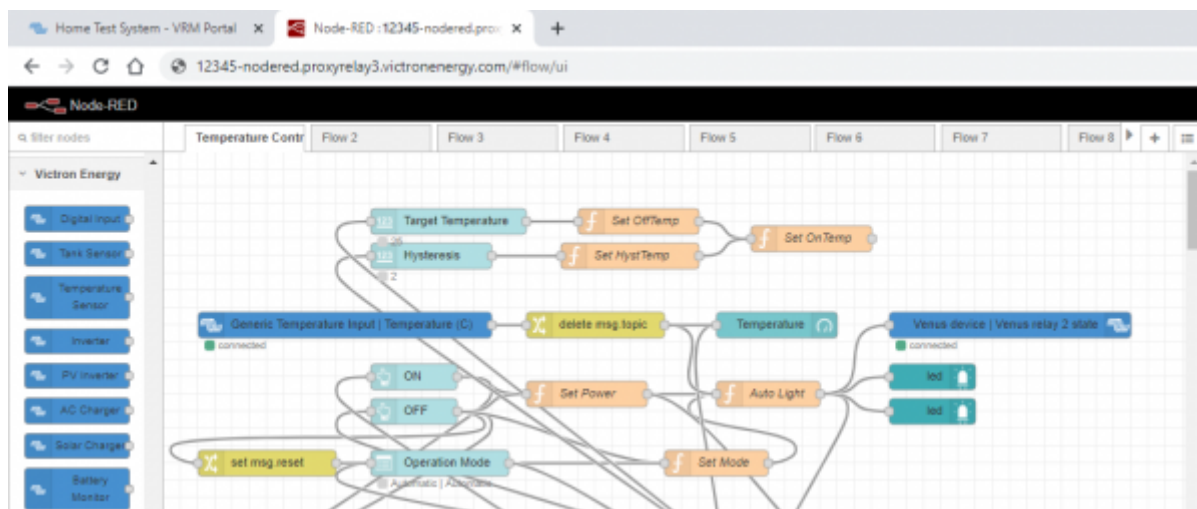 Home Test System - VRM Portal x Node-RED : 12345-nodered.prox x +
12345-nodered.proxyrelay3.victronenergy.com/#flow/ui
Node-RED
filter nodes
Temperature Contr Flow 2 Flow 3 Flow 4 Flow 5 Flow 6 Flow 7 Flow 8 +
Victron Energy
Digital Input
Tank Sensor
Temperature
Sensor
Inverter
PV Inverter
AC Charger
Solar Charger
Battery
Monitor
123 Target Temperature
f Set OffTemp
123 Hysteresis
2
f Set HystTemp
f Set OnTemp
Generic Temperature Input | Temperature (C)
connected
delete msg.topic
Temperature
Venus device | Venus relay 2 state
connected
ON
OFF
f Set Power
f Auto Light
led
led
set msg.reset
Operation Mode
Automatic | Automatic
f Set Mode